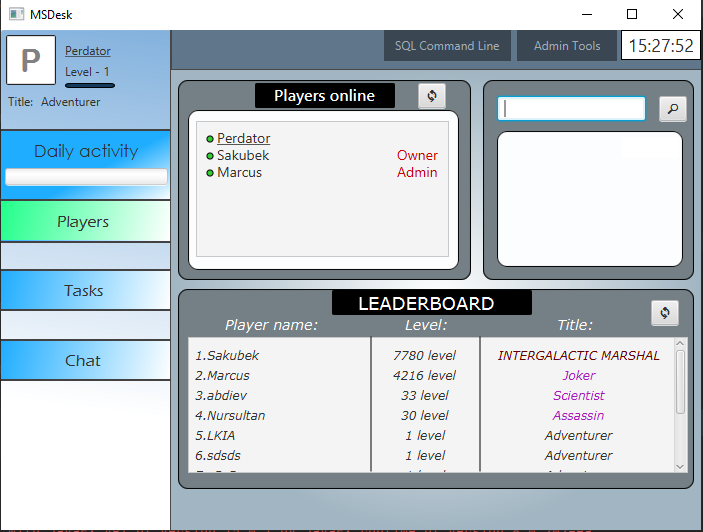 MSDesk
P
Perdator
Level - 1
Title: Adventurer
SQL Command Line
Admin Tools
15:27:52
Daily activity
Players
Tasks
Chat
Players online
Perdator
Sakubek Owner
Marcus Admin
LEADERBOARD
Player name: Level: Title:
1.Sakubek 7780 level INTERGALACTIC MARSHAL
2.Marcus 4216 level Joker
3.abdiev 33 level Scientist
4.Nursultan 30 level Assassin
5.LKIA 1 level Adventurer
6.sdsds 1 level Adventurer